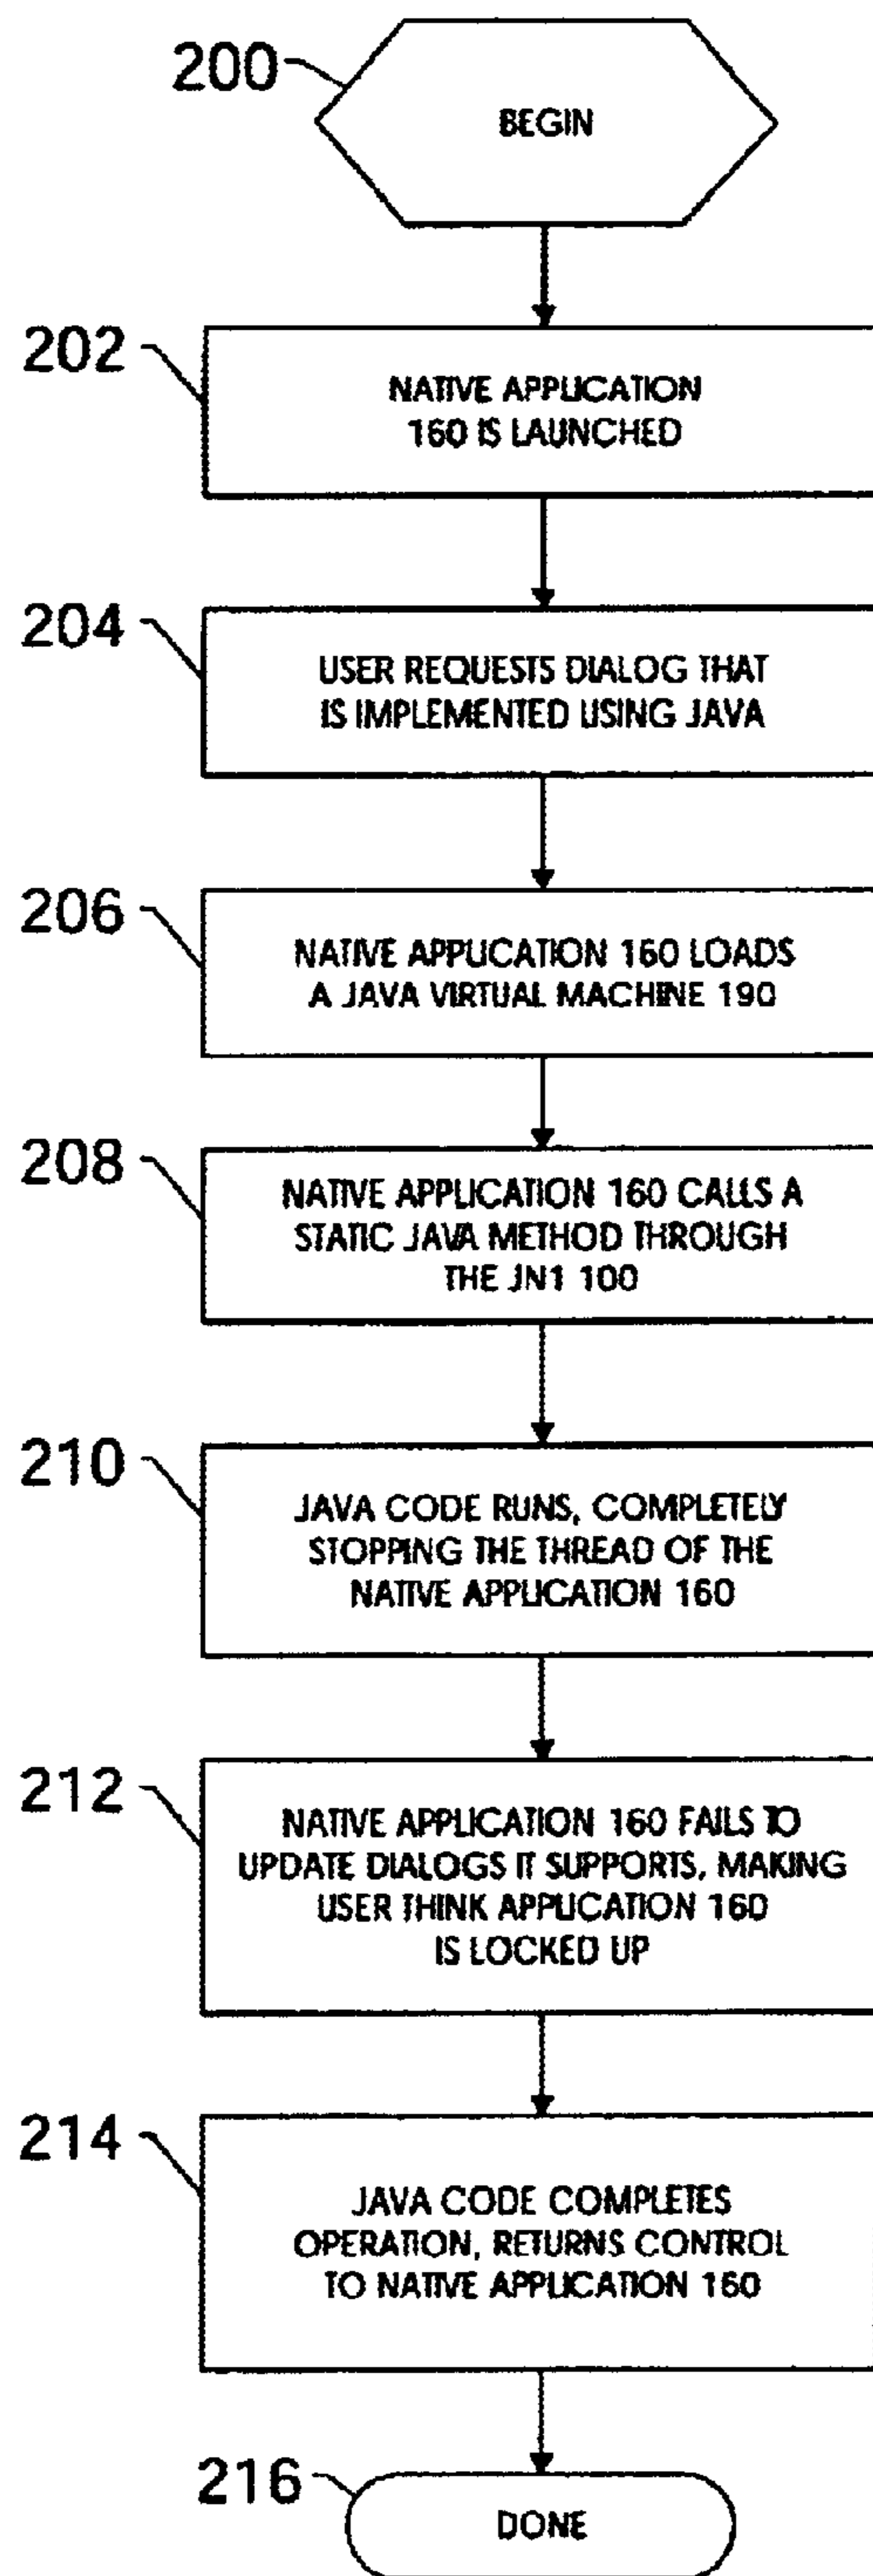 200
BEGIN
202
NATIVE APPLICATION
160 IS LAUNCHED
204
USER REQUESTS DIALOG THAT
IS IMPLEMENTED USING JAVA
206
NATIVE APPLICATION 160 LOADS
A JAVA VIRTUAL MACHINE 190
208
NATIVE APPLICATION 160 CALLS A
STATIC JAVA METHOD THROUGH
THE JN1 100
210
JAVA CODE RUNS, COMPLETELY
STOPPING THE THREAD OF THE
NATIVE APPLICATION 160
212
NATIVE APPLICATION 160 FAILS TO
UPDATE DIALOGS IT SUPPORTS, MAKING
USER THINK APPLICATION 160
IS LOCKED UP
214
JAVA CODE COMPLETES
OPERATION, RETURNS CONTROL
TO NATIVE APPLICATION 160
216
DONE